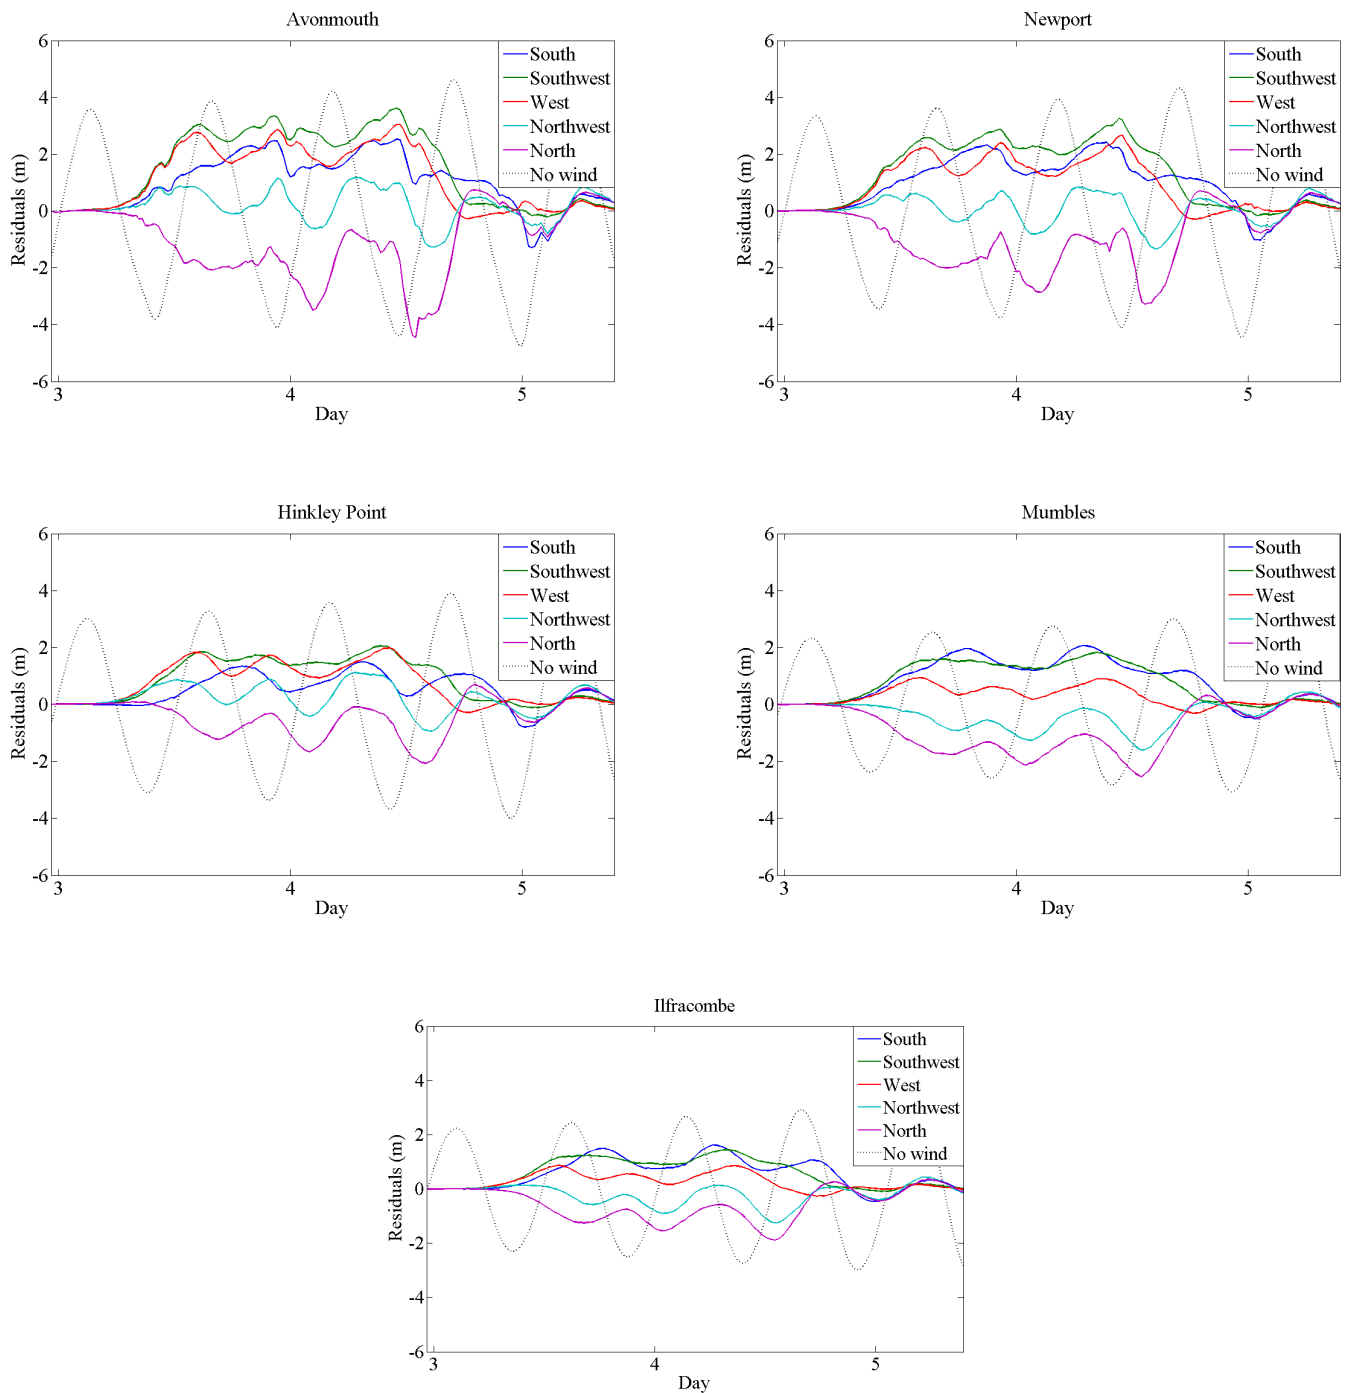 Avonmouth
6
4
2
0
-2
-4
-6
Residuals (m)
3
4
5
Day
South
Southwest
West
Northwest
North
No wind
Newport
6
4
2
0
-2
-4
-6
Residuals (m)
3
4
5
Day
South
Southwest
West
Northwest
North
No wind
Hinkley Point
6
4
2
0
-2
-4
-6
Residuals (m)
3
4
5
Day
South
Southwest
West
Northwest
North
No wind
Mumbles
6
4
2
0
-2
-4
-6
Residuals (m)
3
4
5
Day
South
Southwest
West
Northwest
North
No wind
Ilfracombe
6
4
2
0
-2
-4
-6
Residuals (m)
3
4
5
Day
South
Southwest
West
Northwest
North
No wind